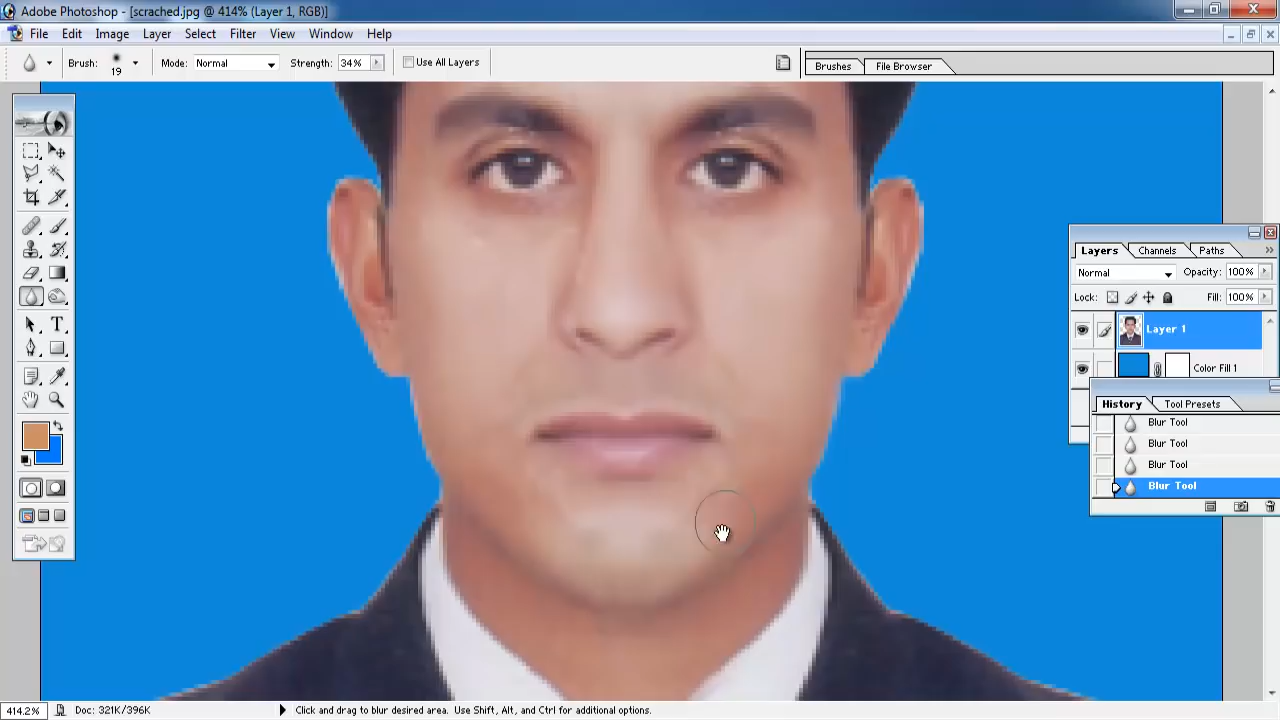 Adobe Photoshop - [scrached.jpg @ 414% (Layer 1, RGB)]
File Edit Image Layer Select Filter View Window Help
Brush: 19 Mode: Normal Strength: 34% Use All Layers Brushes File Browser
Layers Channels Paths
Normal Opacity: 100%
Lock: Fill: 100%
Layer 1
Color Fill 1
History Tool Presets
Blur Tool
Blur Tool
Blur Tool
Blur Tool
414.2% Doc: 321K/396K Click and drag to blur desired area. Use Shift, Alt, and Ctrl for additional options.